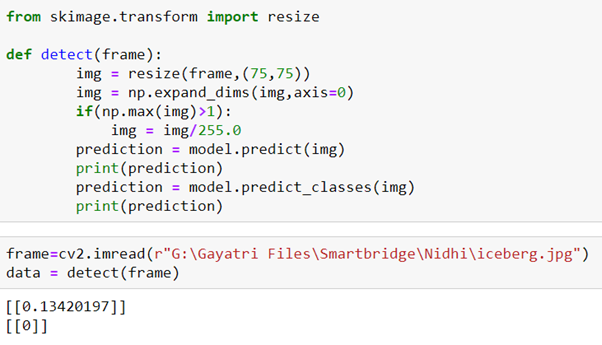 from skimage.transform import resize
def detect(frame):
img = resize(frame,(75,75))
img = np.expand_dims(img,axis=0)
if(np.max(img)>1):
img = img/255.0
prediction = model.predict(img)
print(prediction)
prediction = model.predict_classes(img)
print(prediction)
frame=cv2.imread(r"G:\Gayatri Files\Smartbridge\Nidhi\iceberg.jpg")
data = detect(frame)
[[0.13420197]]
[[0]]